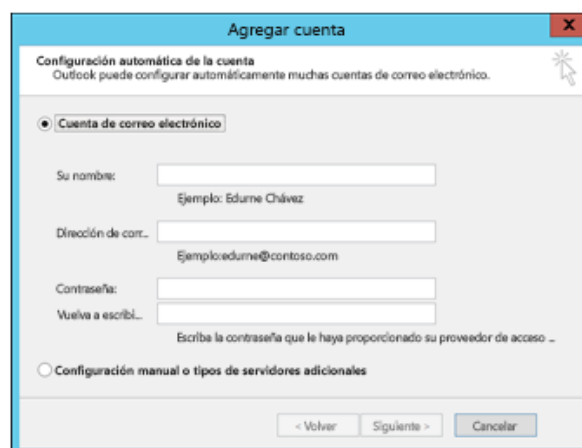 Agregar cuenta
Configuración automática de la cuenta
Outlook puede configurar automáticamente muchas cuentas de correo electrónico.
Cuenta de correo electrónico
Su nombre:
Ejemplo: Edurne Chávez
Dirección de corr...
Ejemplo:edurne@contoso.com
Contraseña:
Vuelva a escribi...
Escriba la contraseña que le haya proporcionado su proveedor de acceso ...
Configuración manual o tipos de servidores adicionales
< Volver Siguiente > Cancelar